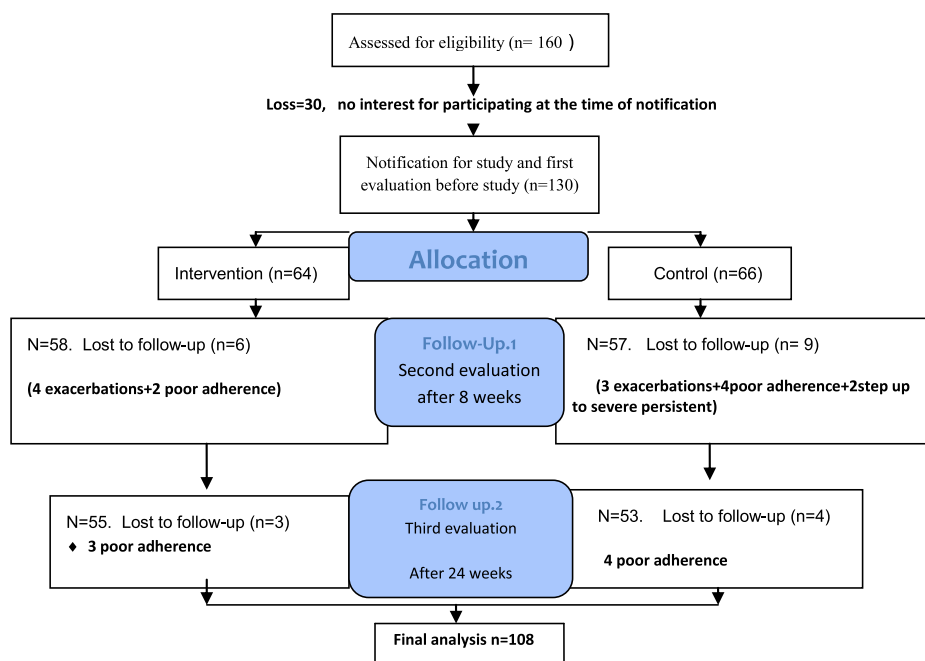 Assessed for eligibility (n= 160 )
Loss=30, no interest for participating at the time of notification
Notification for study and first
evaluation before study (n=130)
Allocation
Intervention (n=64)
Control (n=66)
N=58. Lost to follow-up (n=6)
(4 exacerbations+2 poor adherence)
Follow-Up.1
Second evaluation
after 8 weeks
N=57. Lost to follow-up (n= 9)
(3 exacerbations+4poor adherence+2step up
to severe persistent)
N=55. Lost to follow-up (n=3)
♦ 3 poor adherence
Follow up.2
Third evaluation
After 24 weeks
N=53. Lost to follow-up (n=4)
4 poor adherence
Final analysis n=108